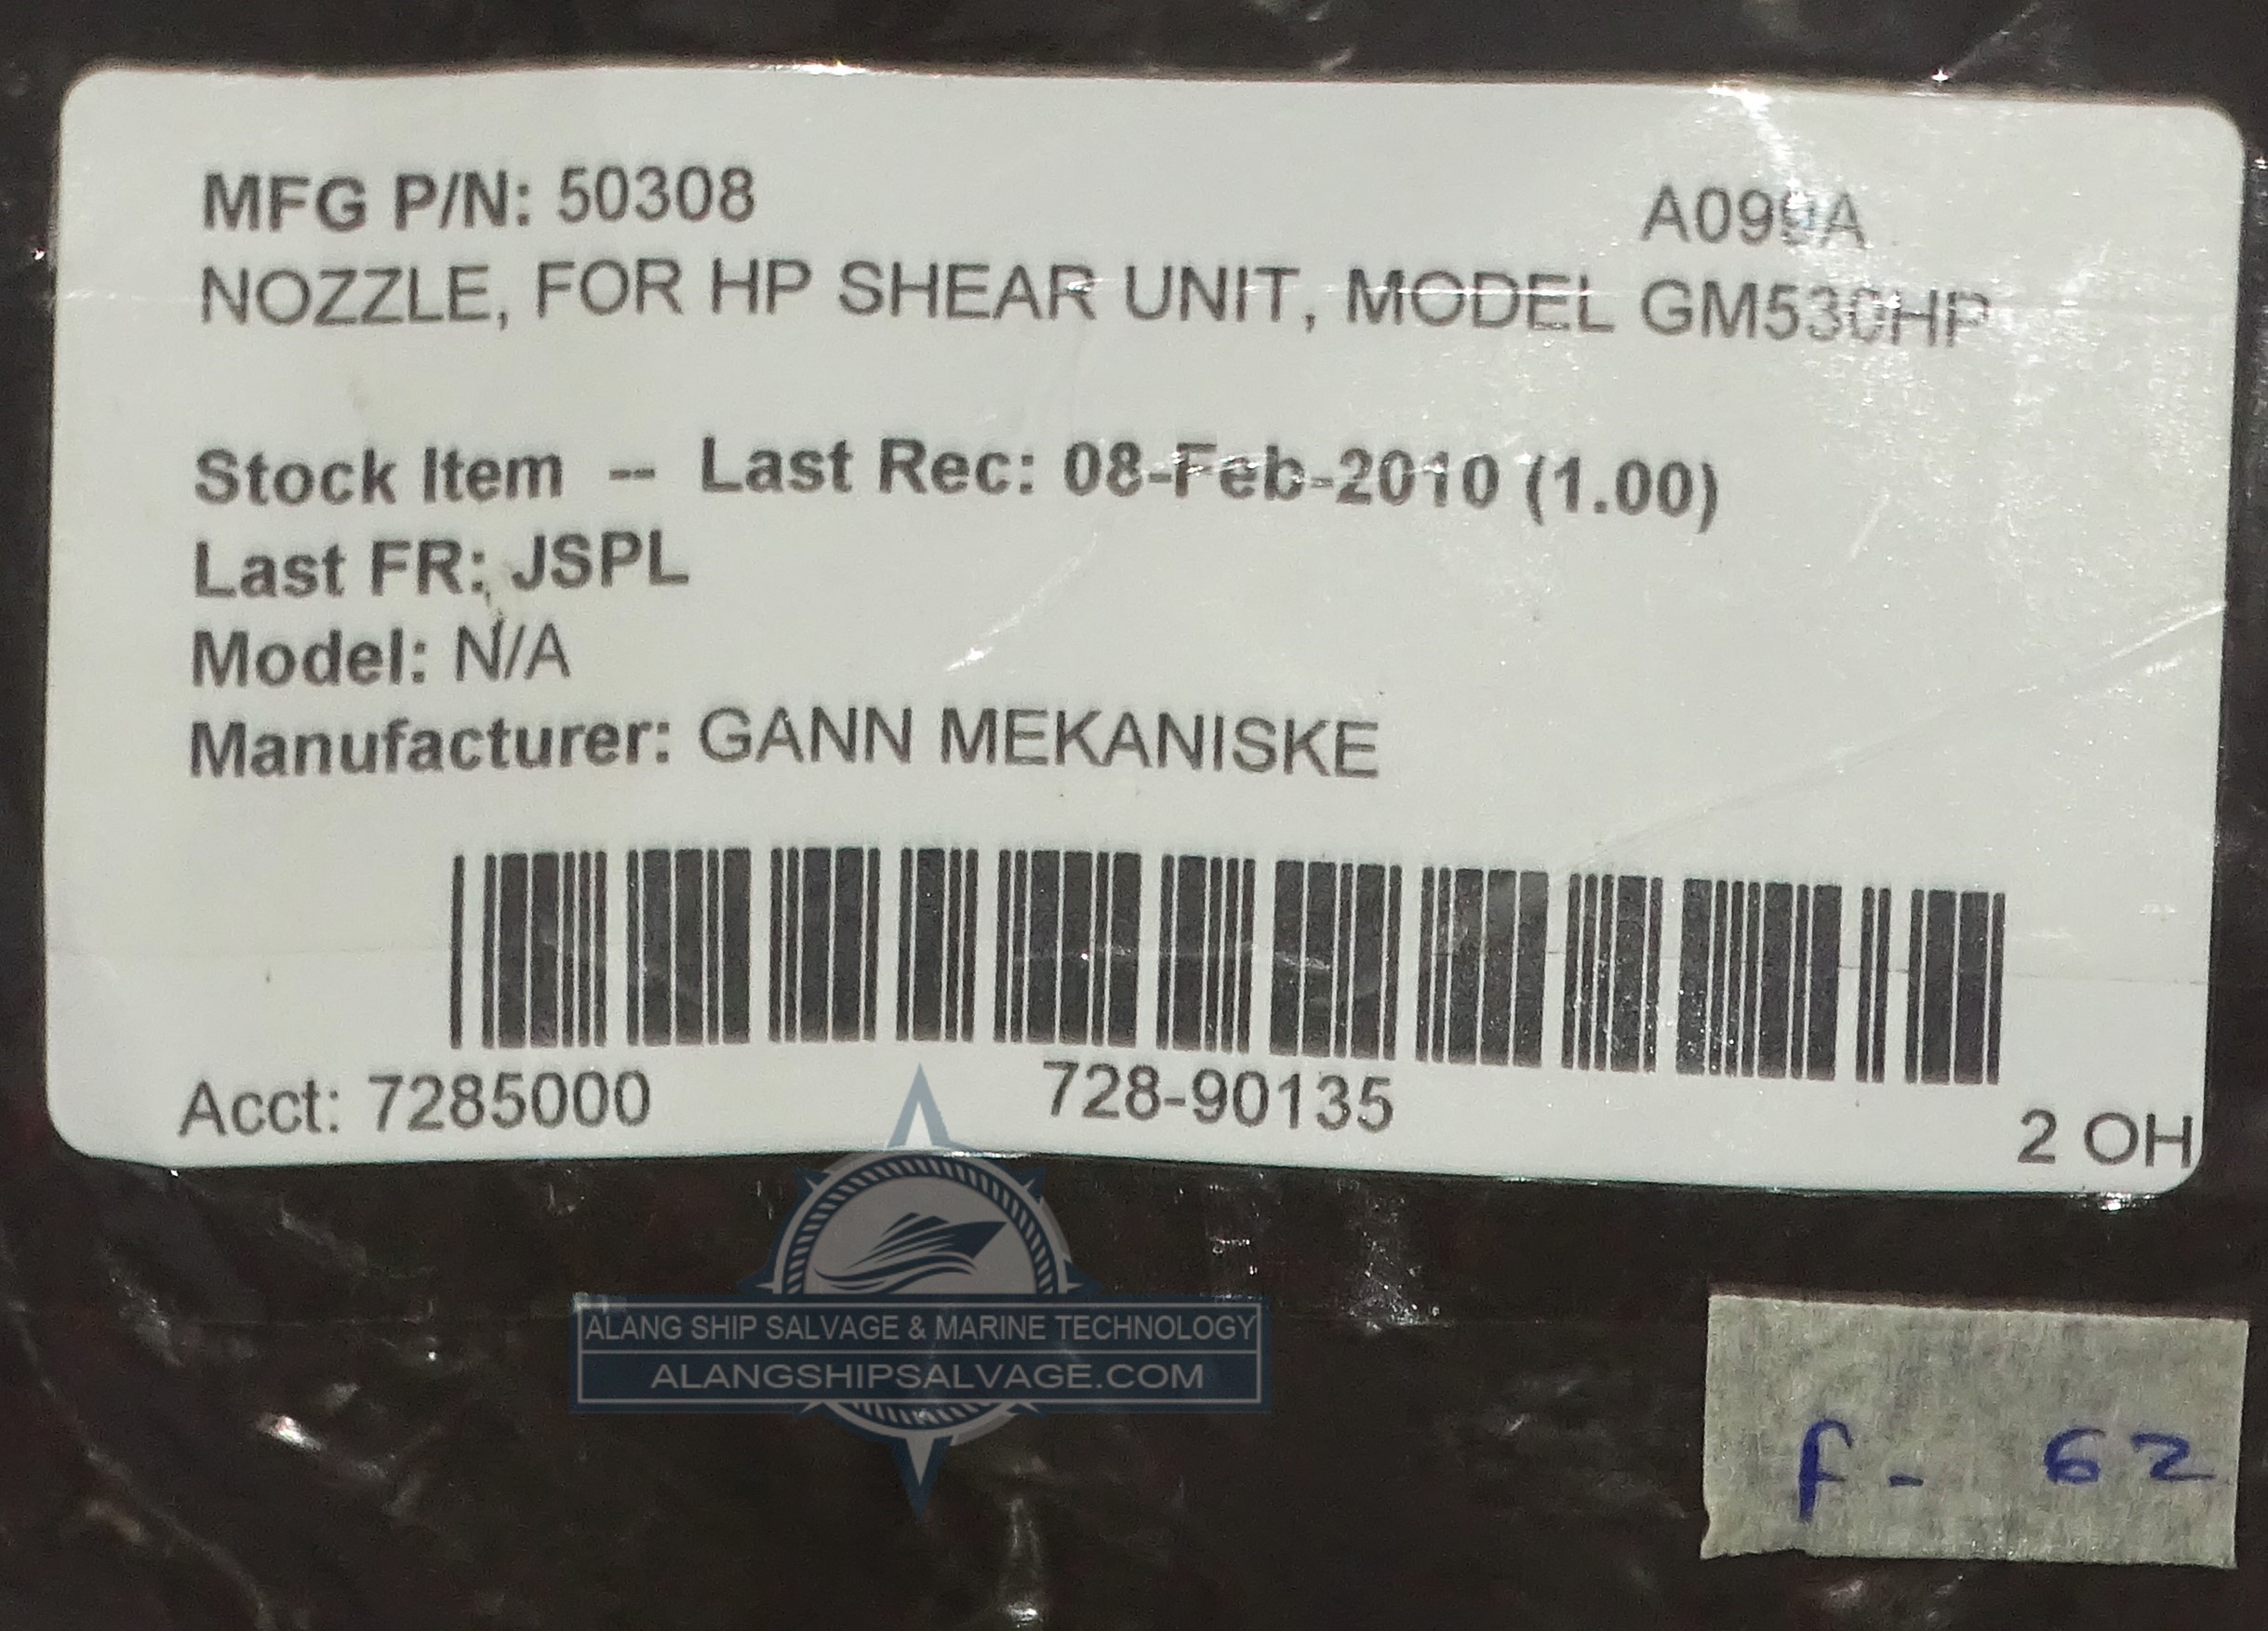 MFG P/N: 50308 A099A
NOZZLE, FOR HP SHEAR UNIT, MODEL GM530HP
Stock Item -- Last Rec: 08-Feb-2010 (1.00)
Last FR: JSPL
Model: N/A
Manufacturer: GANN MEKANISKE
Acct: 7285000 728-90135
2 OH
ALANG SHIP SALVAGE & MARINE TECHNOLOGY
ALANGSHIPSALVAGE.COM
F - 62